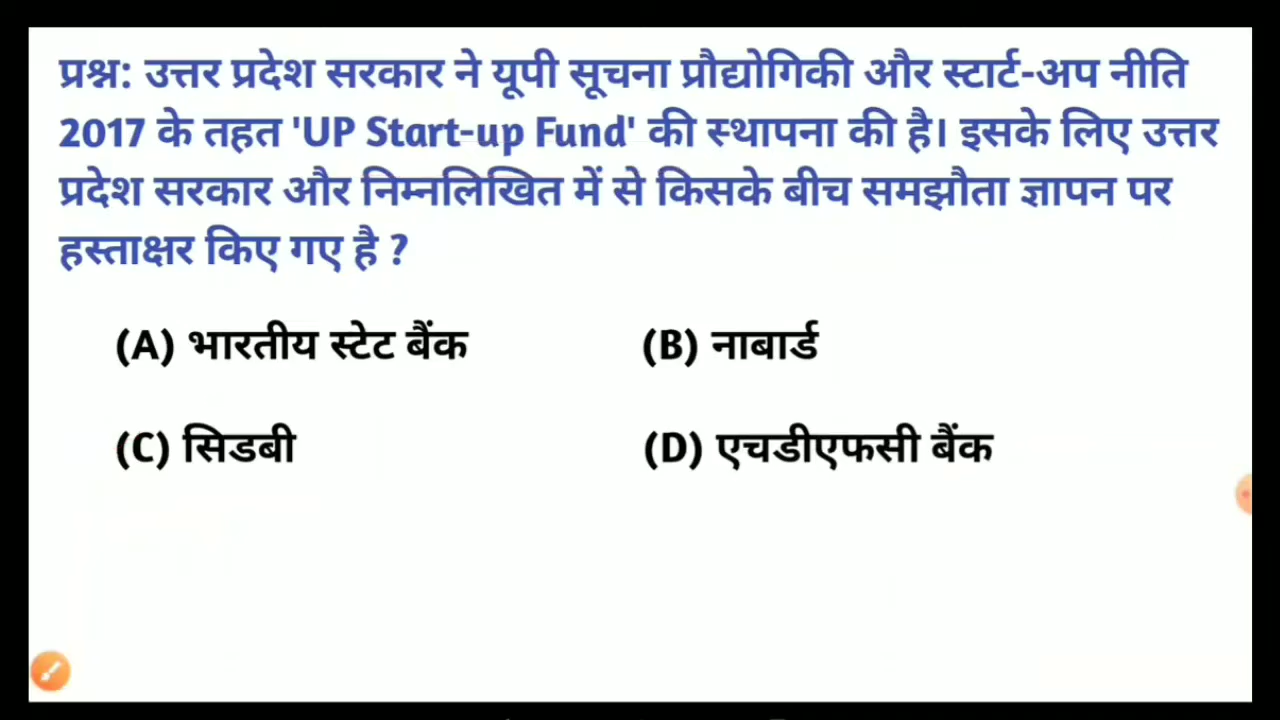 प्रश्न: उत्तर प्रदेश सरकार ने यूपी सूचना प्रौद्योगिकी और स्टार्ट-अप नीति
2017 के तहत 'UP Start-up Fund' की स्थापना की है। इसके लिए उत्तर
प्रदेश सरकार और निम्नलिखित में से किसके बीच समझौता ज्ञापन पर
हस्ताक्षर किए गए है ?
(A) भारतीय स्टेट बैंक (B) नाबार्ड
(C) सिडबी (D) एचडीएफसी बैंक